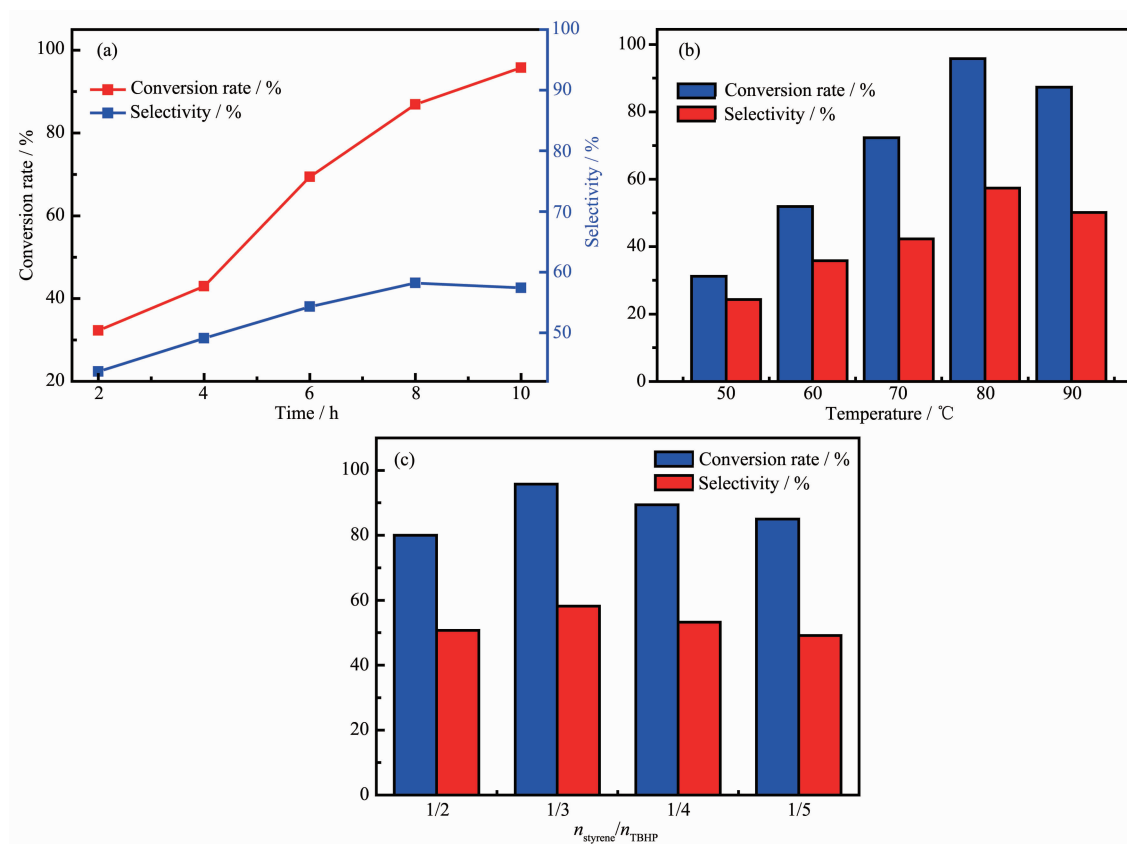 (a)
Conversion rate / %
Selectivity / %
100
80
60
40
20
Conversion rate / %
100
90
80
70
60
50
Selectivity / %
2 4 6 8 10
Time / h
(b)
Conversion rate / %
Selectivity / %
100
80
60
40
20
0
50 60 70 80 90
Temperature / ℃
(c)
Conversion rate / %
Selectivity / %
100
80
60
40
20
0
1/2 1/3 1/4 1/5
nstyrene/nTBHP